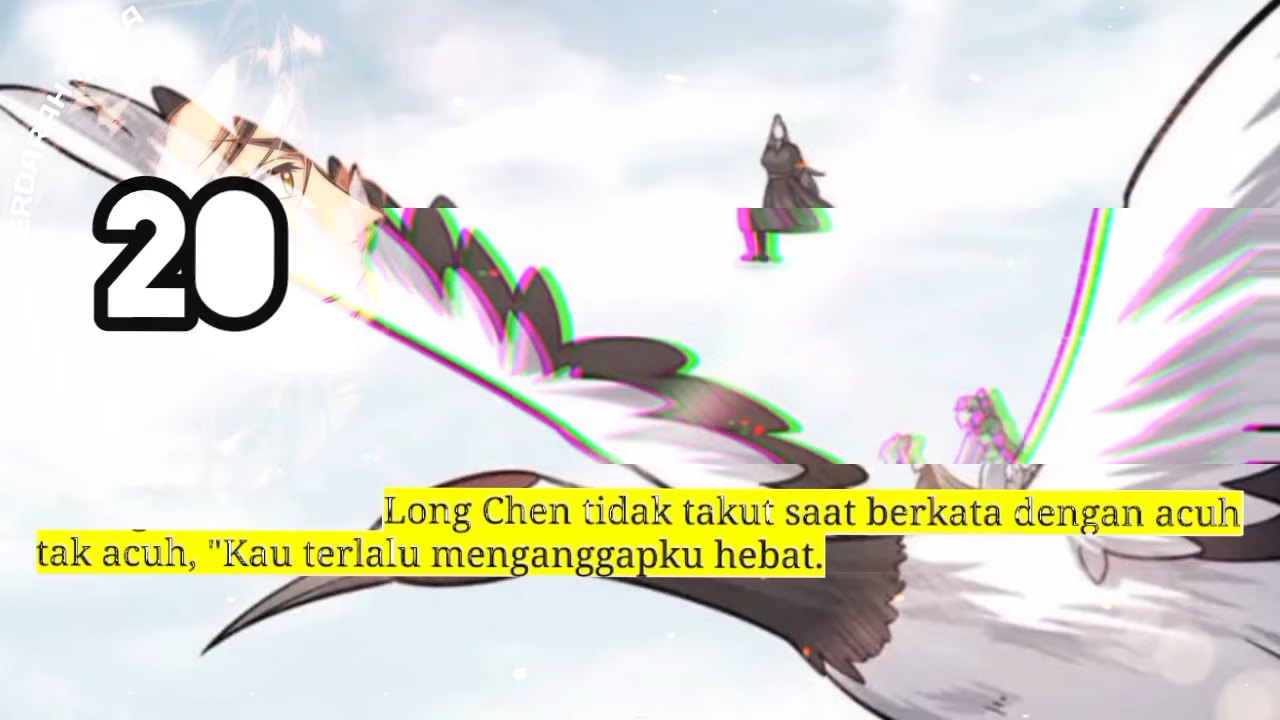 20
Long Chen tidak takut saat berkata dengan acuh
tak acuh, "Kau terlalu menganggapku hebat.